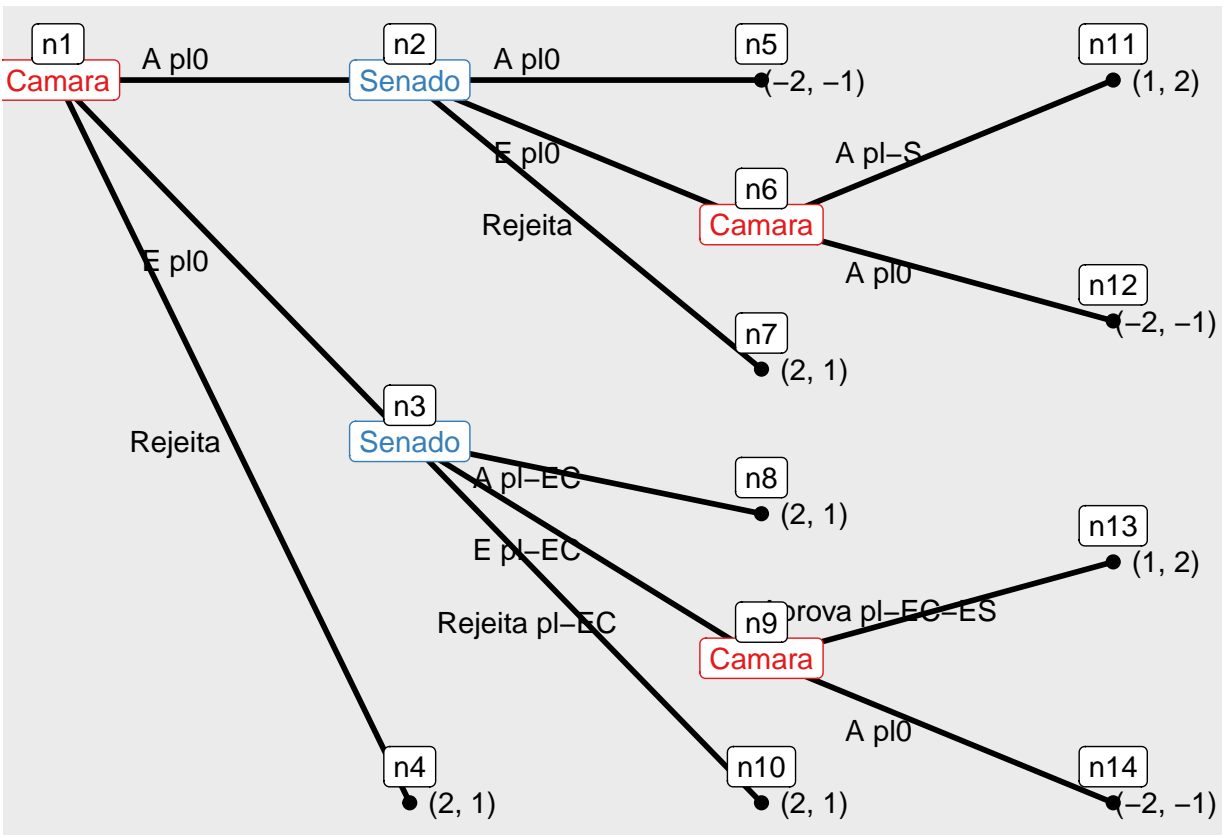 n1
Camara
A pl0
n2
Senado
A pl0
n5
(−2, −1)
n11
(1, 2)
E pl0
A pl−S
n6
Camara
Rejeita
E pl0
A pl0
n12
(−2, −1)
n7
(2, 1)
n3
Senado
Rejeita
A pl−EC
n8
(2, 1)
E pl−EC
n13
(1, 2)
Rejeita pl−EC
n9
Camara
pl−EC−ES
A pl0
n4
(2, 1)
n10
(2, 1)
n14
(−2, −1)